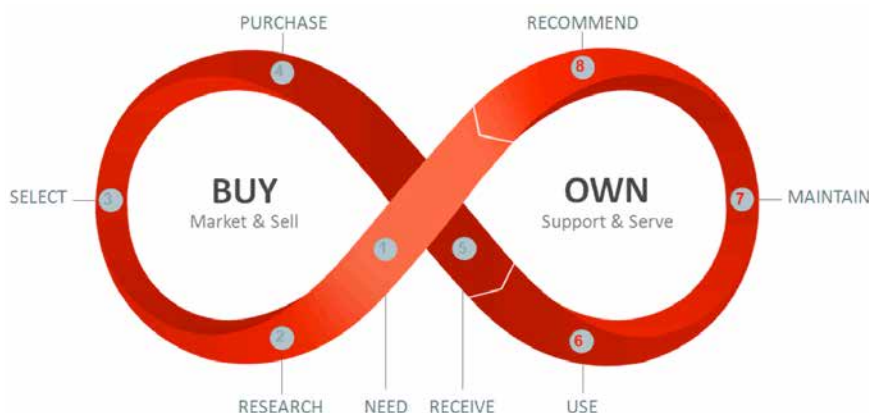 PURCHASE
RECOMMEND
4
8
SELECT
3
BUY
Market & Sell
OWN
Support & Serve
7
MAINTAIN
1
5
2
6
RESEARCH
NEED
RECEIVE
USE